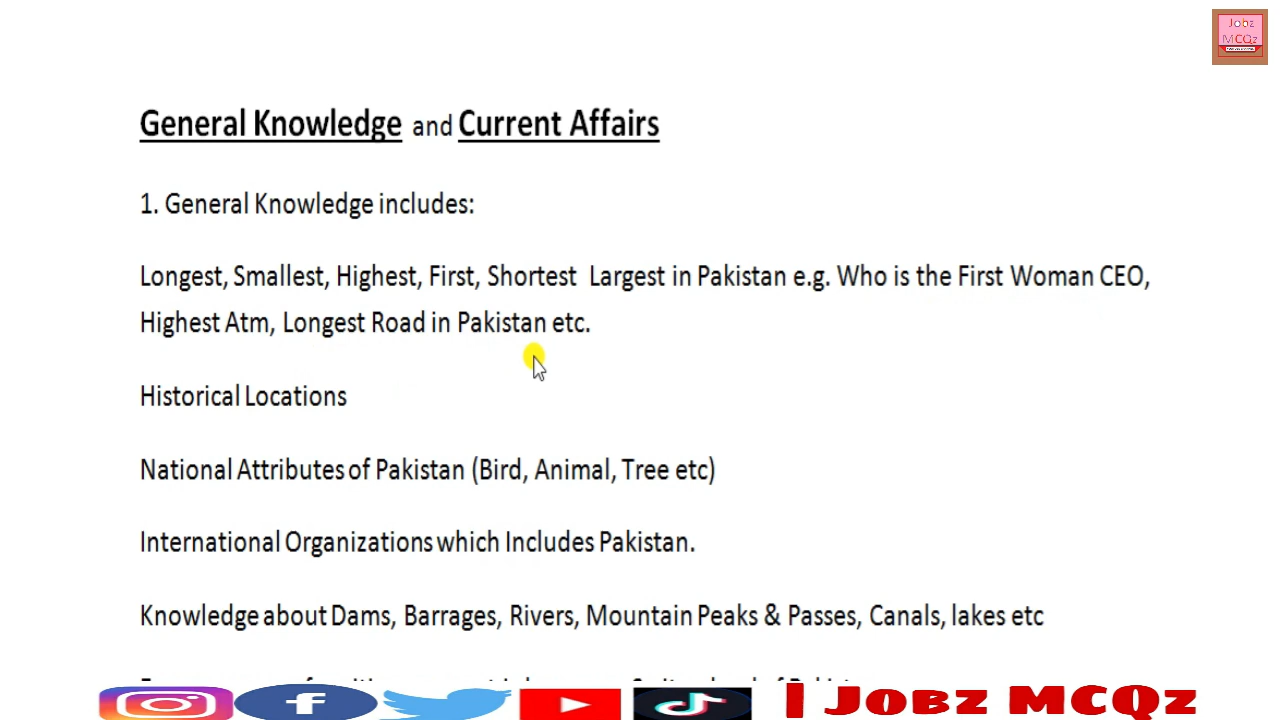 Jobz
MCQz
General Knowledge and Current Affairs
1. General Knowledge includes:
Longest, Smallest, Highest, First, Shortest Largest in Pakistan e.g. Who is the First Woman CEO,
Highest Atm, Longest Road in Pakistan etc.
Historical Locations
National Attributes of Pakistan (Bird, Animal, Tree etc)
International Organizations which Includes Pakistan.
Knowledge about Dams, Barrages, Rivers, Mountain Peaks & Passes, Canals, lakes etc
| Jobz MCQz